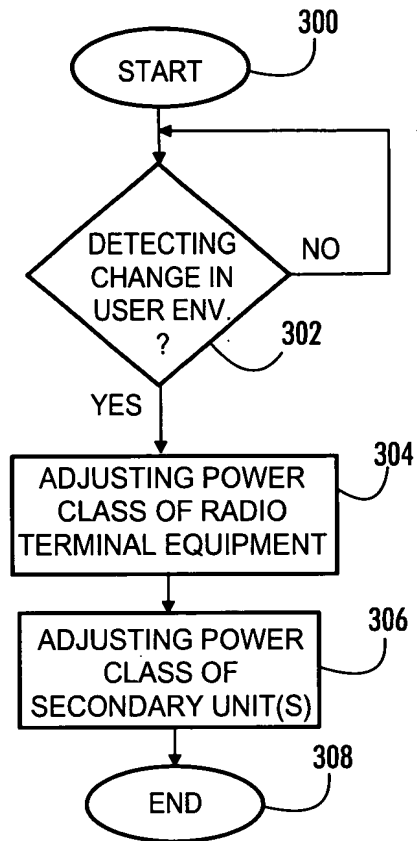 300
START
DETECTING
CHANGE IN
USER ENV.
?
NO
302
YES
304
ADJUSTING POWER
CLASS OF RADIO
TERMINAL EQUIPMENT
306
ADJUSTING POWER
CLASS OF
SECONDARY UNIT(S)
308
END